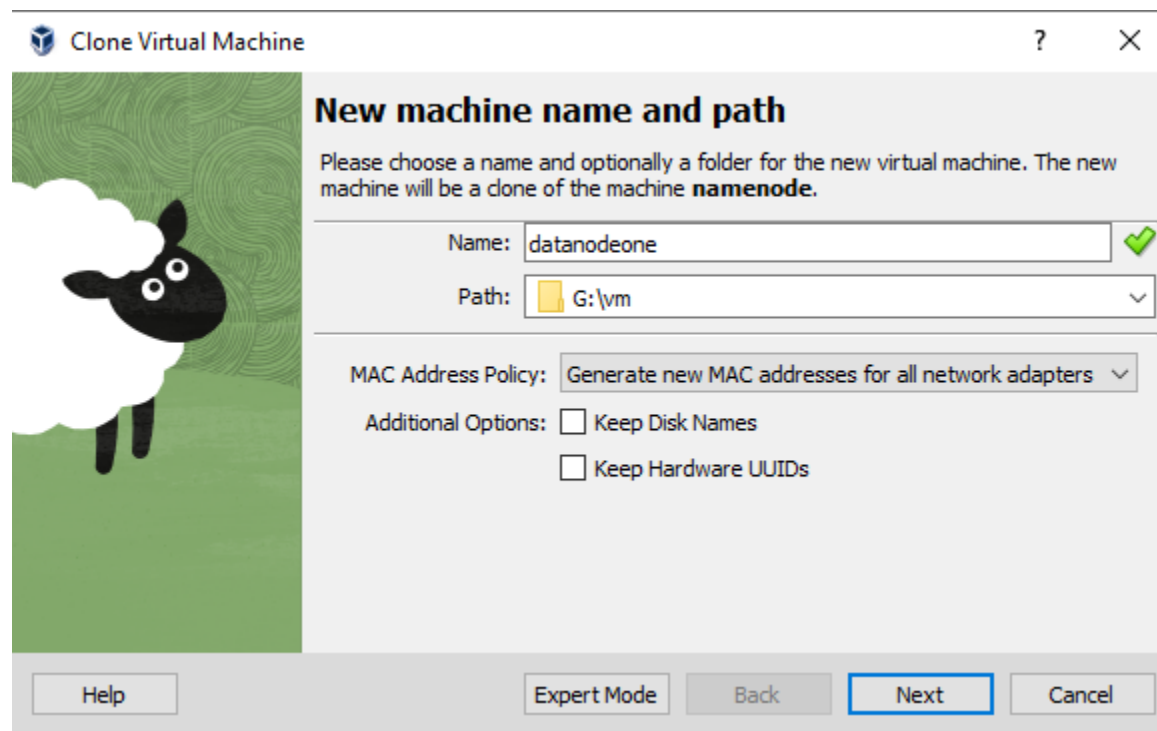 Clone Virtual Machine
?
New machine name and path
Please choose a name and optionally a folder for the new virtual machine. The new
machine will be a clone of the machine namenode.
Name: datanodeone
Path: G:\vm
MAC Address Policy: Generate new MAC addresses for all network adapters
Additional Options: Keep Disk Names
Keep Hardware UUIDs
Help Expert Mode Back Next Cancel